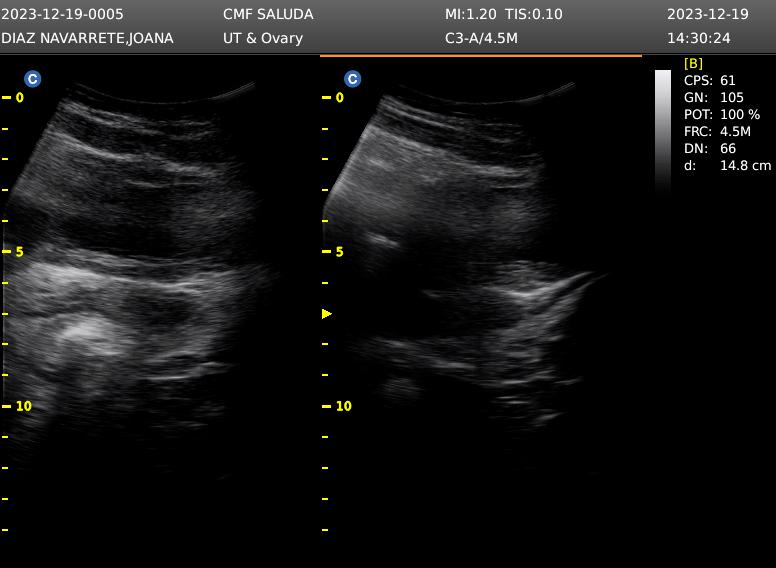 2023-12-19-0005 CMF SALUDA MI:1.20 TIS:0.10 2023-12-19
DIAZ NAVARRETE,JOANA UT & Ovary C3-A/4.5M 14:30:24
[B]
C C
CPS: 61
0 0
GN: 105
POT: 100 %
FRC: 4.5M
DN: 66
d: 14.8 cm
5 5
10 10